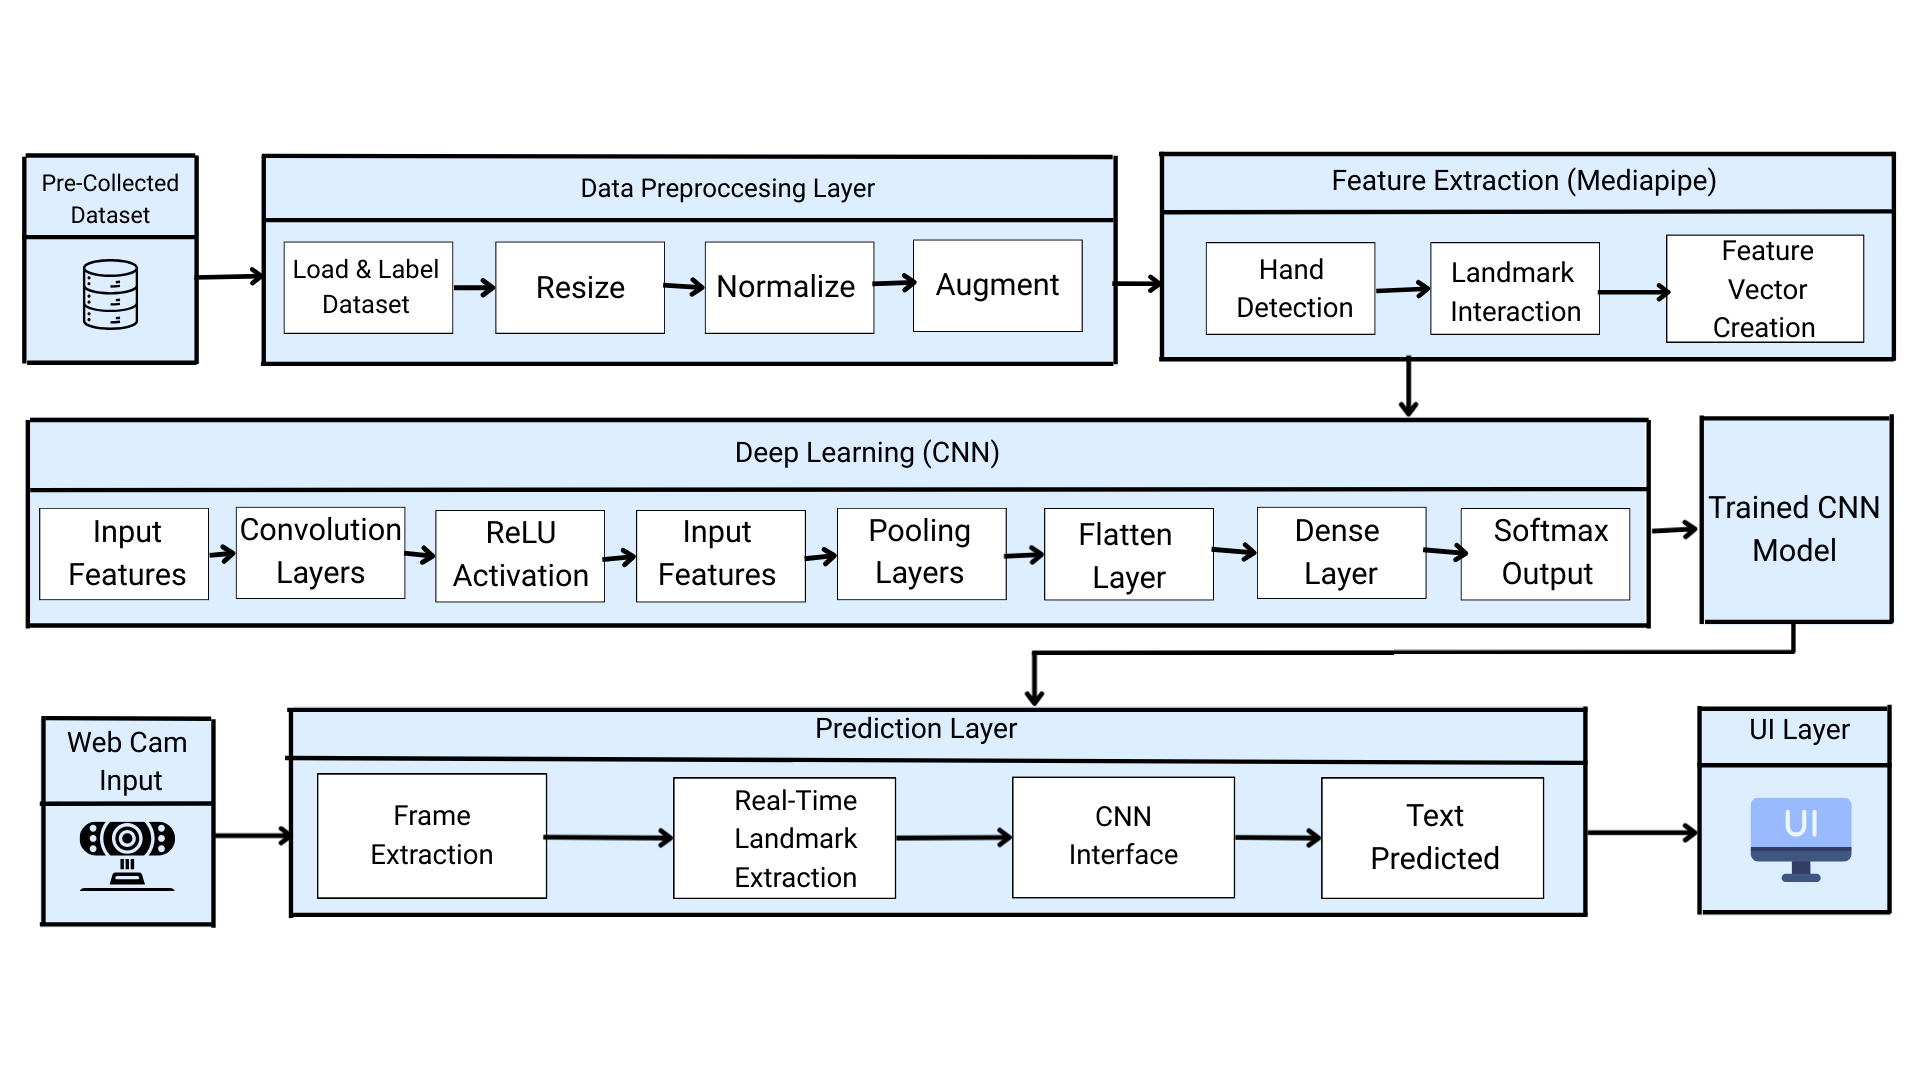 Pre-Collected
Dataset
Data Preproccesing Layer
Load & Label
Dataset
Resize
Normalize
Augment
Feature Extraction (Mediapipe)
Hand
Detection
Landmark
Interaction
Feature
Vector
Creation
Deep Learning (CNN)
Input
Features
Convolution
Layers
ReLU
Activation
Input
Features
Pooling
Layers
Flatten
Layer
Dense
Layer
Softmax
Output
Trained CNN
Model
Web Cam
Input
Prediction Layer
Frame
Extraction
Real-Time
Landmark
Extraction
CNN
Interface
Text
Predicted
UI Layer
UI